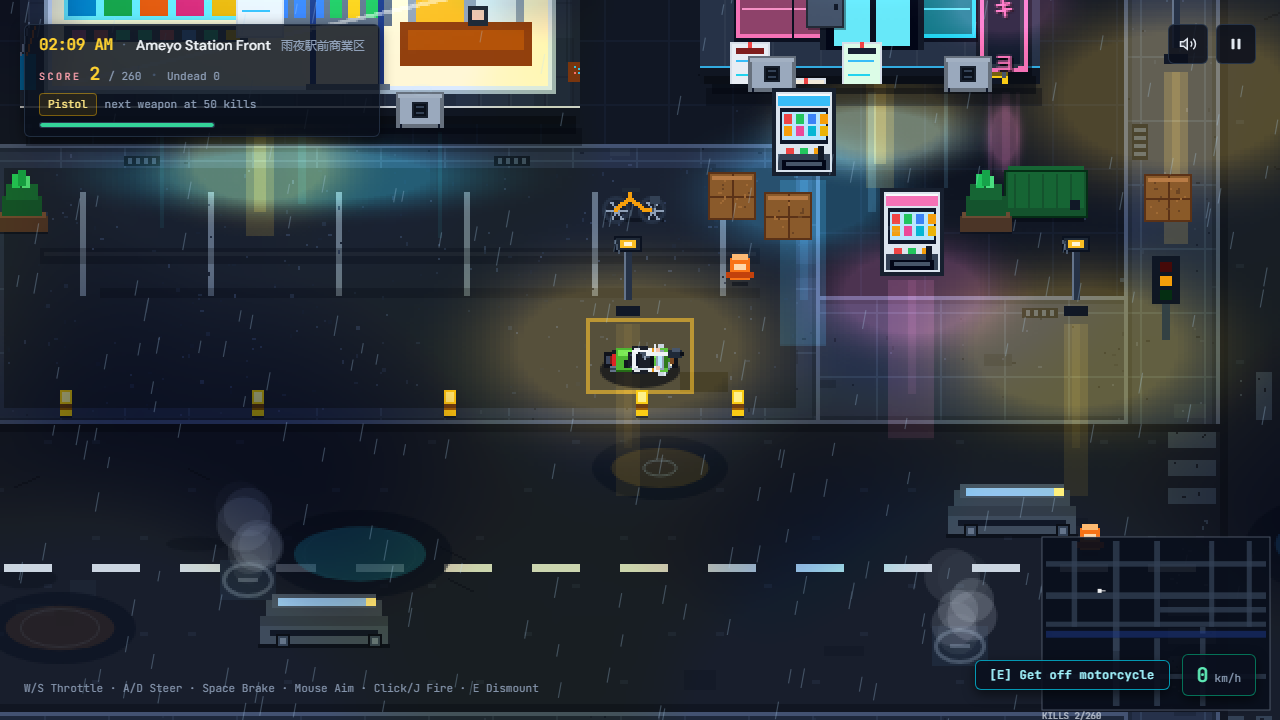 02:09 AM · Ameyo Station Front 雨夜駅前商業区
SCORE 2 / 260 · Undead 0
Pistol next weapon at 50 kills
W/S Throttle · A/D Steer · Space Brake · Mouse Aim · Click/J Fire · E Dismount
[E] Get off motorcycle
0 km/h
KILLS 2/260